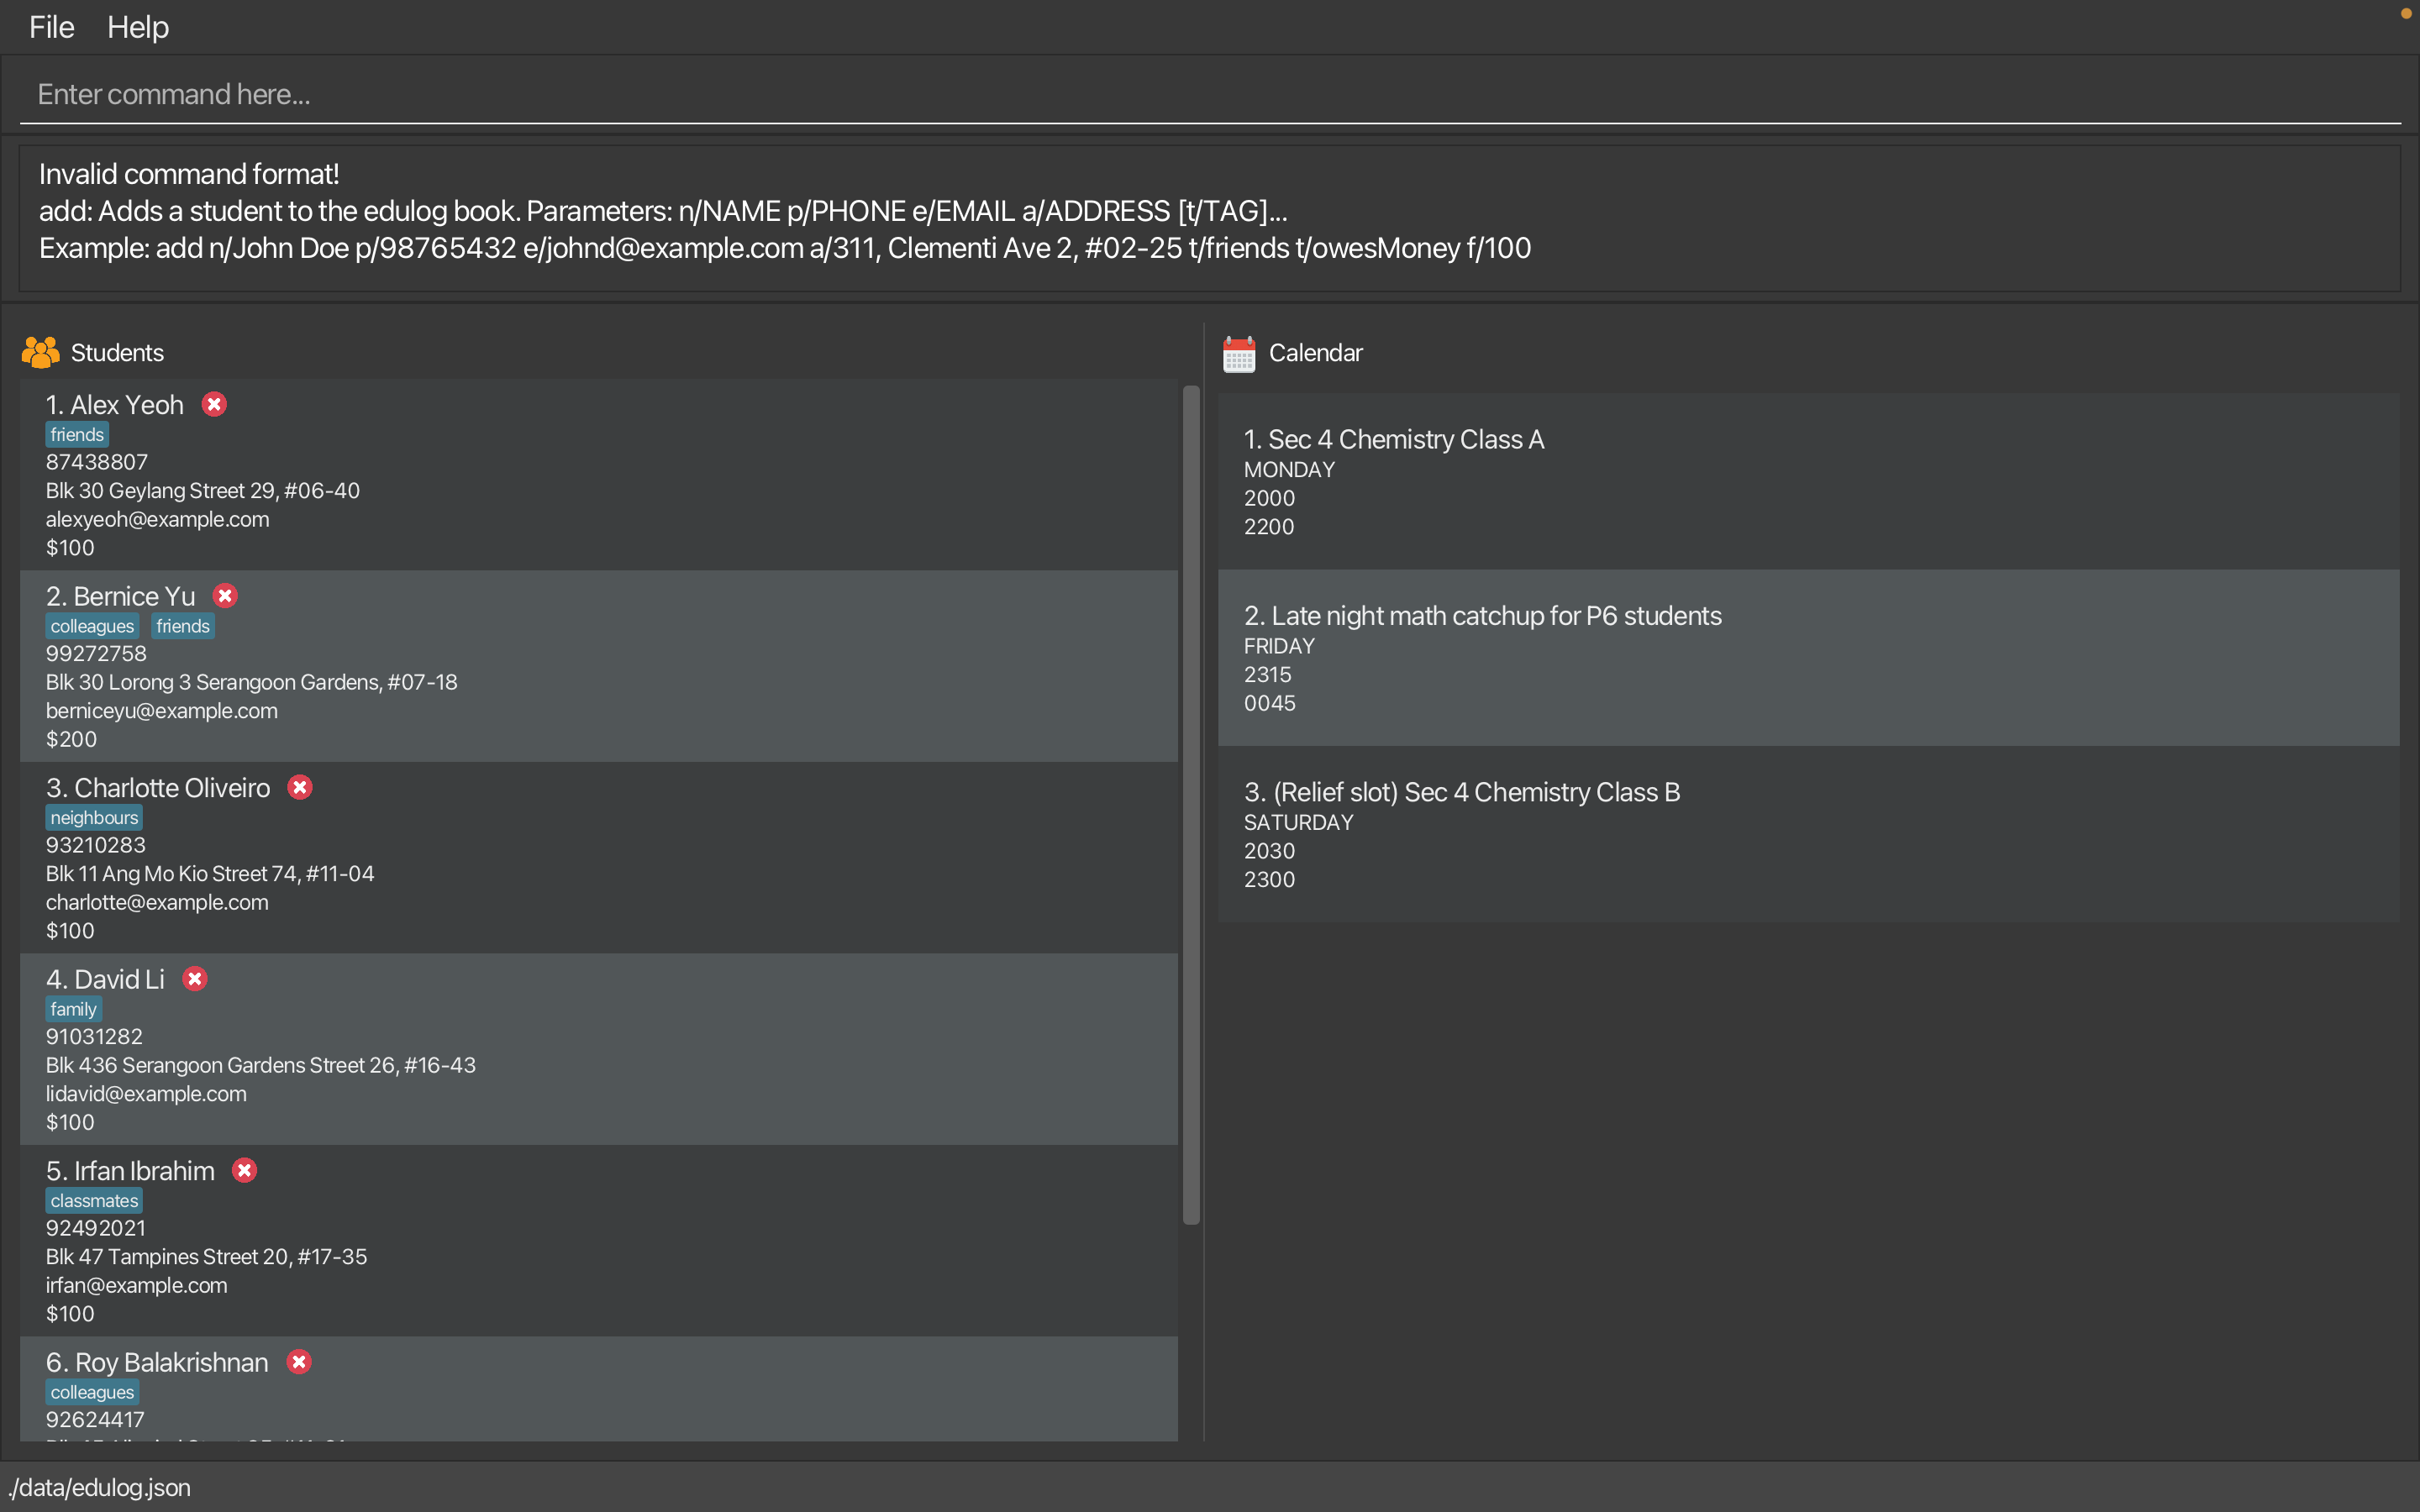 File Help
Enter command here...
Invalid command format!
add: Adds a student to the edulog book. Parameters: n/NAME p/PHONE e/EMAIL a/ADDRESS [t/TAG]...
Example: add n/John Doe p/98765432 e/johnd@example.com a/311, Clementi Ave 2, #02-25 t/friends t/owesMoney f/100
Students
1. Alex Yeoh
friends
87438807
Blk 30 Geylang Street 29, #06-40
alexyeoh@example.com
$100
2. Bernice Yu
colleagues friends
99272758
Blk 30 Lorong 3 Serangoon Gardens, #07-18
berniceyu@example.com
$200
3. Charlotte Oliveiro
neighbours
93210283
Blk 11 Ang Mo Kio Street 74, #11-04
charlotte@example.com
$100
4. David Li
family
91031282
Blk 436 Serangoon Gardens Street 26, #16-43
lidavid@example.com
$100
5. Irfan Ibrahim
classmates
92492021
Blk 47 Tampines Street 20, #17-35
irfan@example.com
$100
6. Roy Balakrishnan
colleagues
92624417
Calendar
1. Sec 4 Chemistry Class A
MONDAY
2000
2200
2. Late night math catchup for P6 students
FRIDAY
2315
0045
3. (Relief slot) Sec 4 Chemistry Class B
SATURDAY
2030
2300
./data/edulog.json